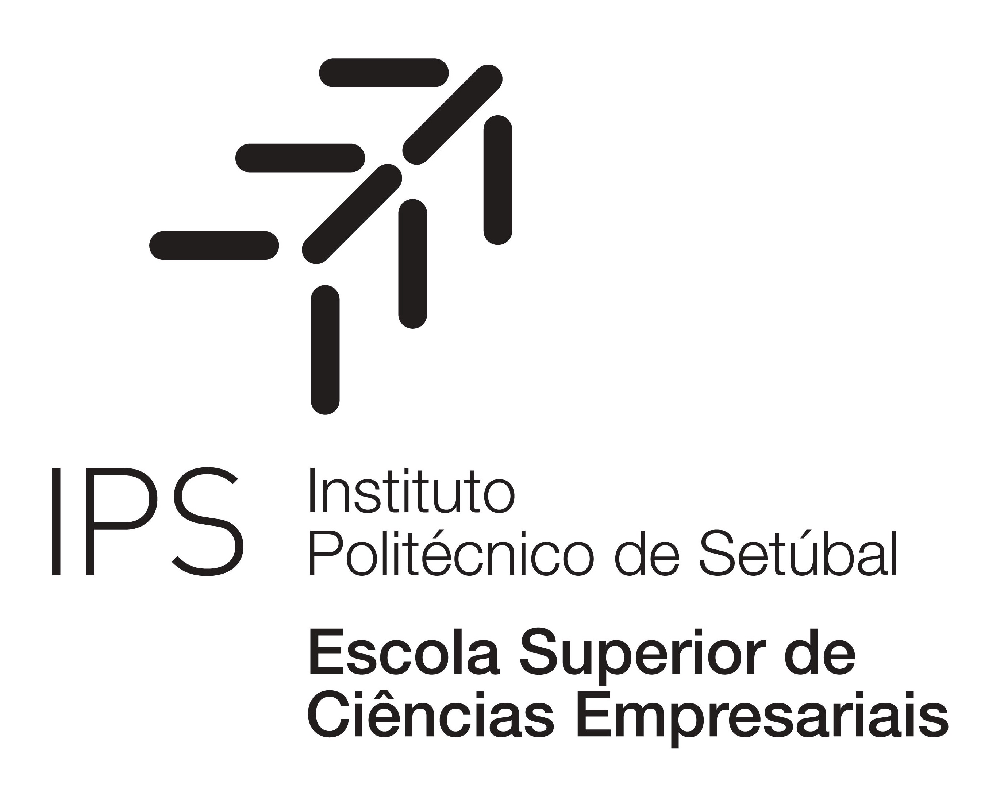 IPS
Instituto
Politécnico de Setúbal
Escola Superior de
Ciências Empresariais